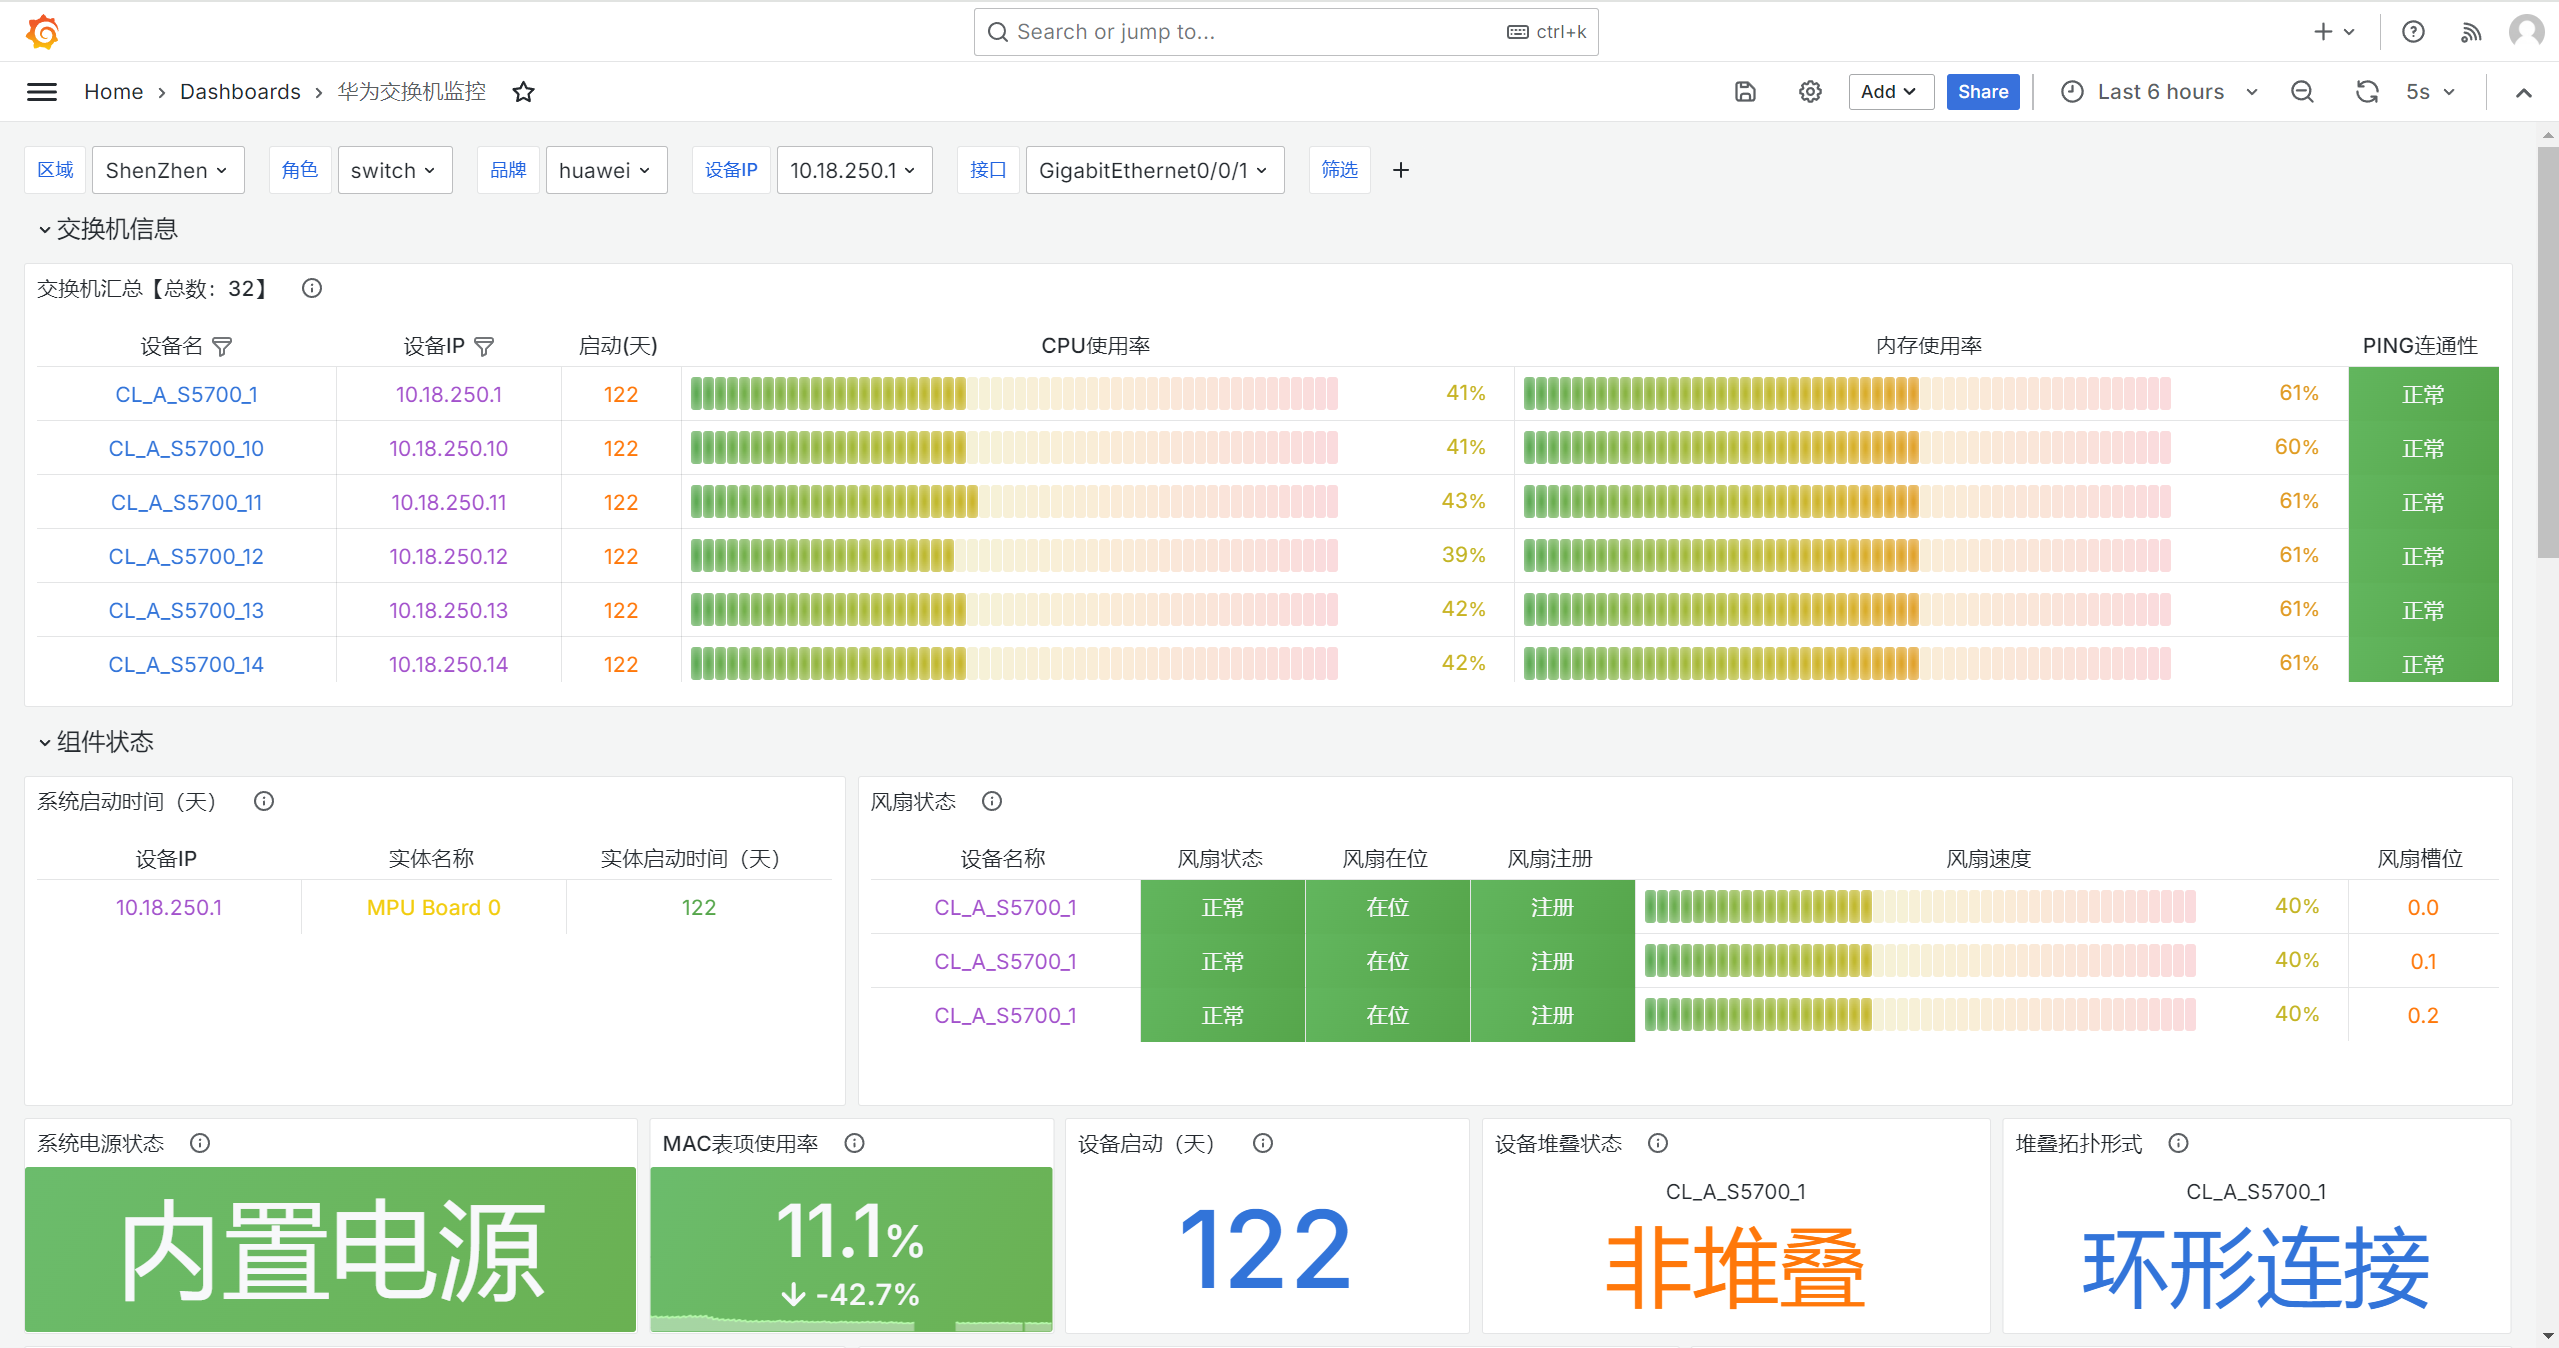 Search or jump to... ctrl+k
Home › Dashboards › 华为交换机监控 Add Share Last 6 hours 5s
区域 ShenZhen 角色 switch 品牌 huawei 设备IP 10.18.250.1 接口 GigabitEthernet0/0/1 筛选 +
交换机信息
交换机汇总【总数：32】
设备名 设备IP 启动(天) CPU使用率 内存使用率 PING连通性
CL_A_S5700_1 10.18.250.1 122 41% 61% 正常
CL_A_S5700_10 10.18.250.10 122 41% 60% 正常
CL_A_S5700_11 10.18.250.11 122 43% 61% 正常
CL_A_S5700_12 10.18.250.12 122 39% 61% 正常
CL_A_S5700_13 10.18.250.13 122 42% 61% 正常
CL_A_S5700_14 10.18.250.14 122 42% 61% 正常
组件状态
系统启动时间（天）
设备IP 实体名称 实体启动时间（天）
10.18.250.1 MPU Board 0 122
风扇状态
设备名称 风扇状态 风扇在位 风扇注册 风扇速度 风扇槽位
CL_A_S5700_1 正常 在位 注册 40% 0.0
CL_A_S5700_1 正常 在位 注册 40% 0.1
CL_A_S5700_1 正常 在位 注册 40% 0.2
系统电源状态
内置电源
MAC表项使用率
11.1%
-42.7%
设备启动（天）
122
设备堆叠状态
CL_A_S5700_1
非堆叠
堆叠拓扑形式
CL_A_S5700_1
环形连接